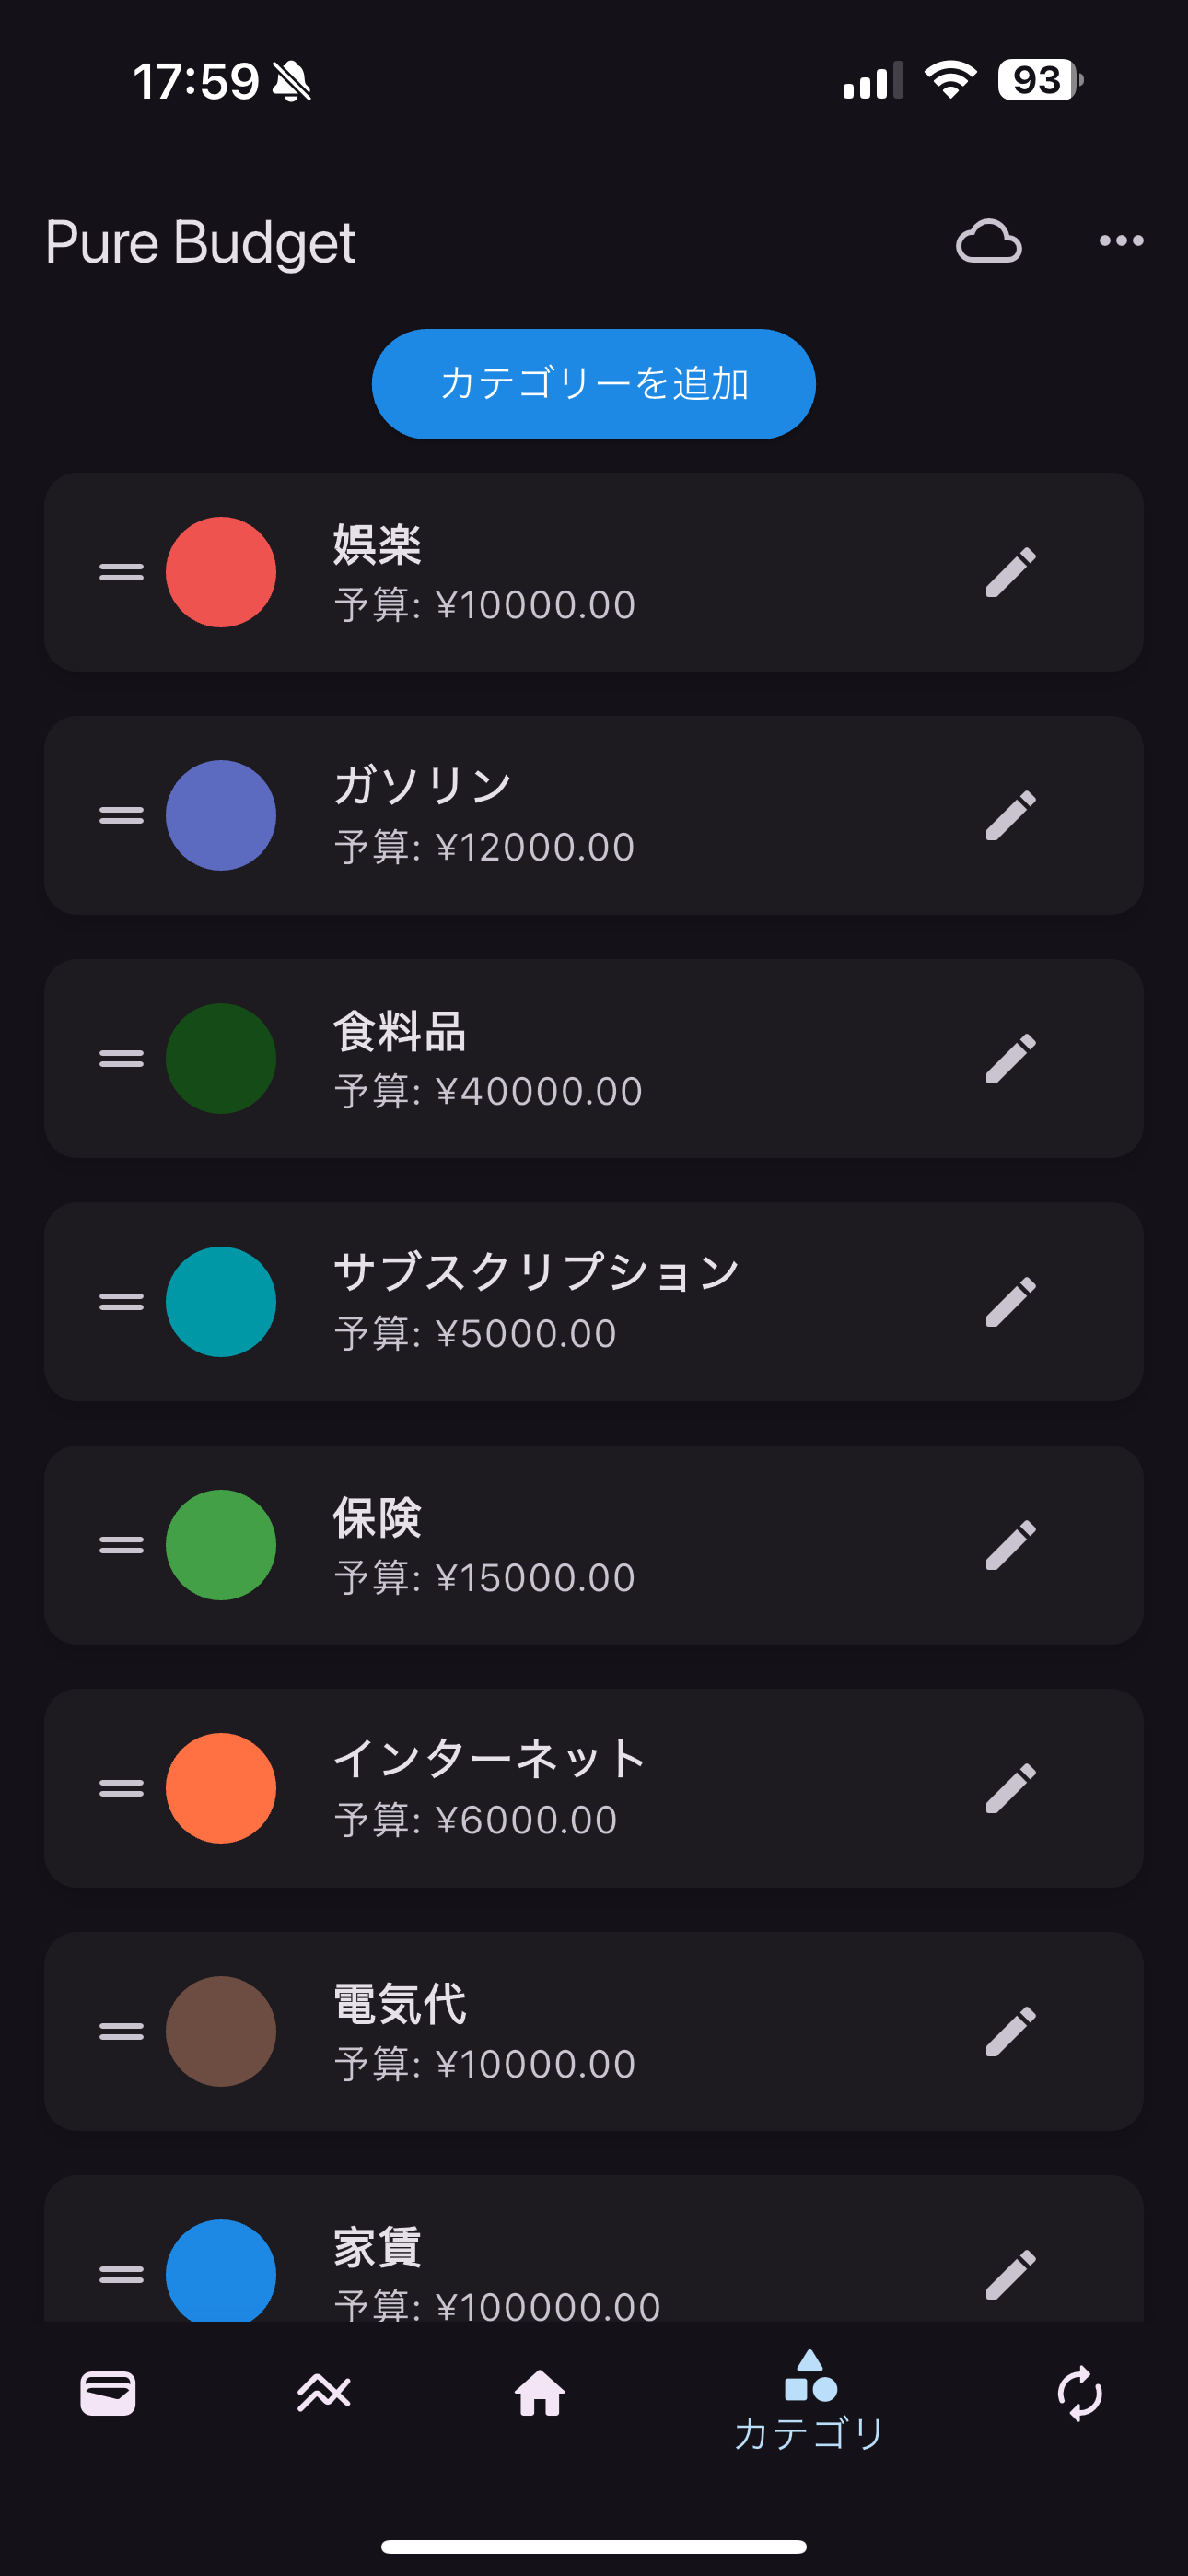 17:59
93
Pure Budget
カテゴリーを追加
娯楽
予算: ¥10000.00
ガソリン
予算: ¥12000.00
食料品
予算: ¥40000.00
サブスクリプション
予算: ¥5000.00
保険
予算: ¥15000.00
インターネット
予算: ¥6000.00
電気代
予算: ¥10000.00
家賃
予算: ¥100000.00
カテゴリ